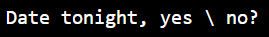 Date tonight, yes \ no?